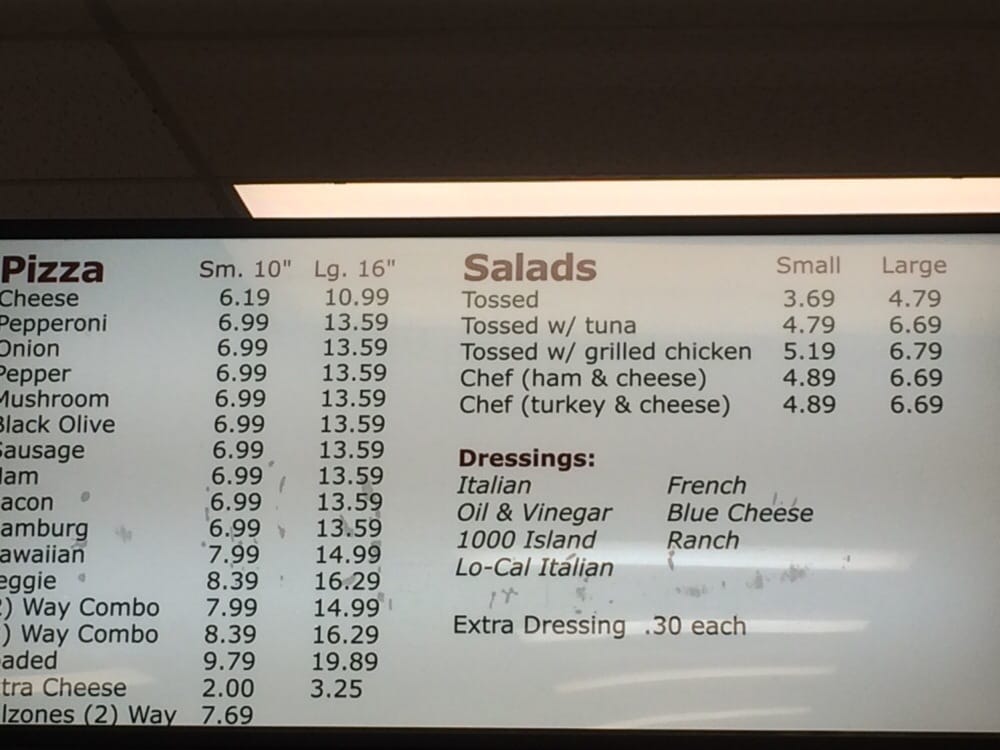 Pizza Sm. 10" Lg. 16"
Cheese 6.19 10.99
Pepperoni 6.99 13.59
Onion 6.99 13.59
Pepper 6.99 13.59
Mushroom 6.99 13.59
Black Olive 6.99 13.59
Sausage 6.99 13.59
am 6.99 13.59
acon 6.99 13.59
amburg 6.99 13.59
awaiian 7.99 14.99
eggie 8.39 16.29
2) Way Combo 7.99 14.99
) Way Combo 8.39 16.29
aded 9.79 19.89
tra Cheese 2.00 3.25
lzones (2) Way 7.69
Salads Small Large
Tossed 3.69 4.79
Tossed w/ tuna 4.79 6.69
Tossed w/ grilled chicken 5.19 6.79
Chef (ham & cheese) 4.89 6.69
Chef (turkey & cheese) 4.89 6.69
Dressings:
Italian French
Oil & Vinegar Blue Cheese
1000 Island Ranch
Lo-Cal Italian
Extra Dressing .30 each